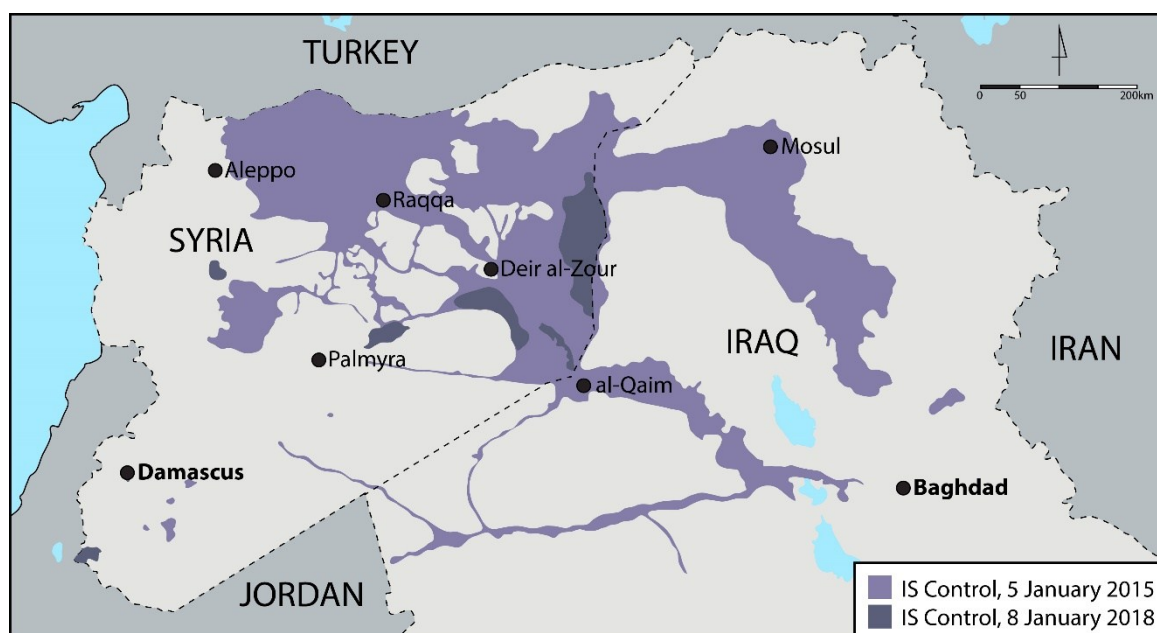 TURKEY
0 50 200km
Mosul
Aleppo
Raqqa
SYRIA
Deir al-Zour
IRAQ
IRAN
Palmyra
al-Qaim
Damascus
Baghdad
JORDAN
IS Control, 5 January 2015
IS Control, 8 January 2018